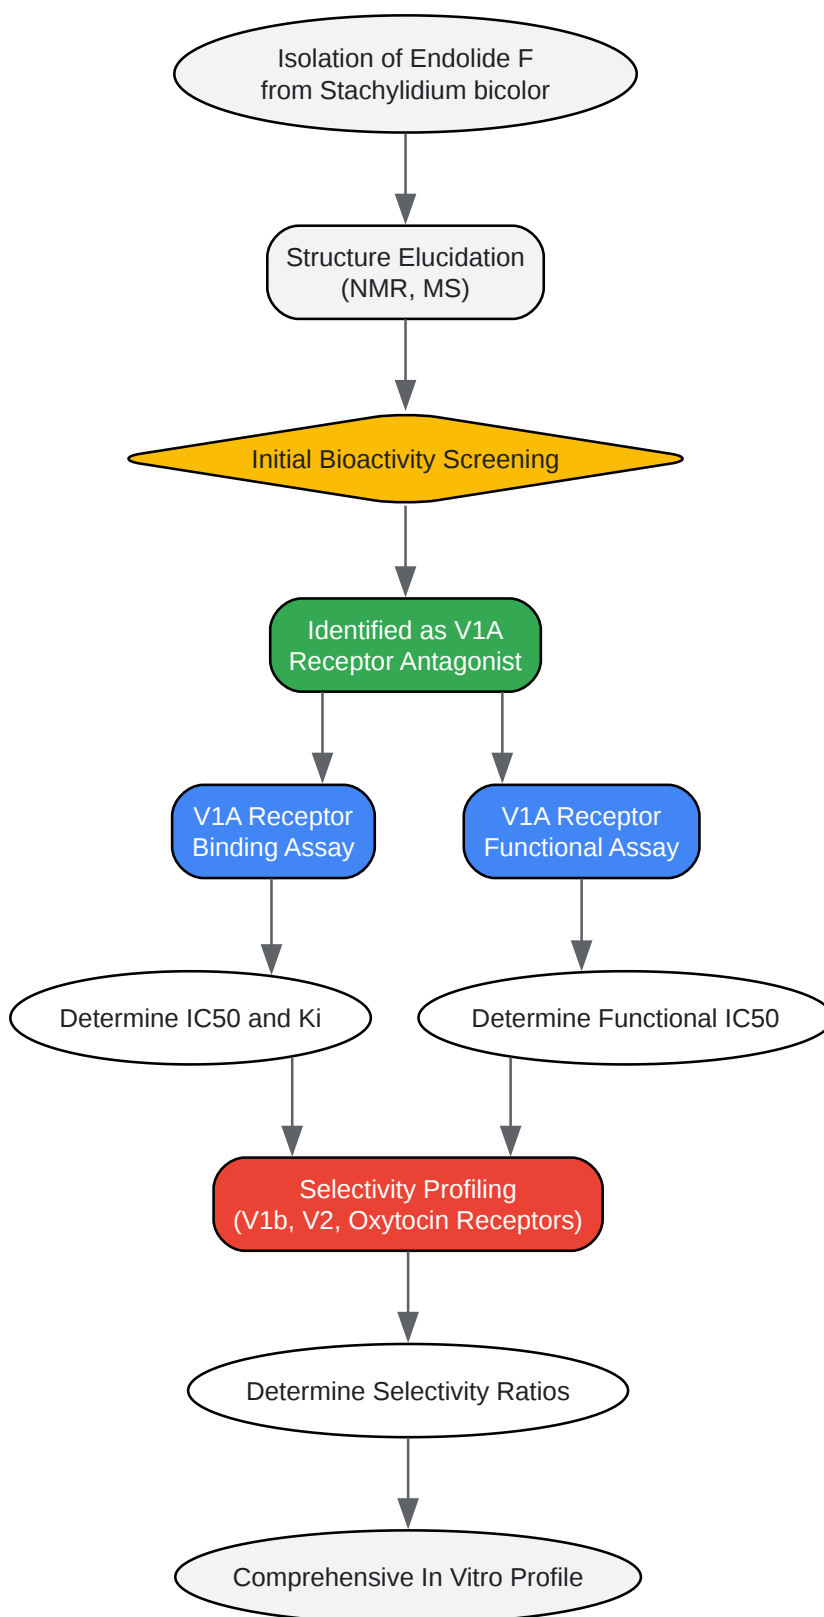 Isolation of Endolide F
from Stachylidium bicolor
Structure Elucidation
(NMR, MS)
Initial Bioactivity Screening
Identified as V1A
Receptor Antagonist
V1A Receptor
Binding Assay
V1A Receptor
Functional Assay
Determine IC50 and Ki
Determine Functional IC50
Selectivity Profiling
(V1b, V2, Oxytocin Receptors)
Determine Selectivity Ratios
Comprehensive In Vitro Profile